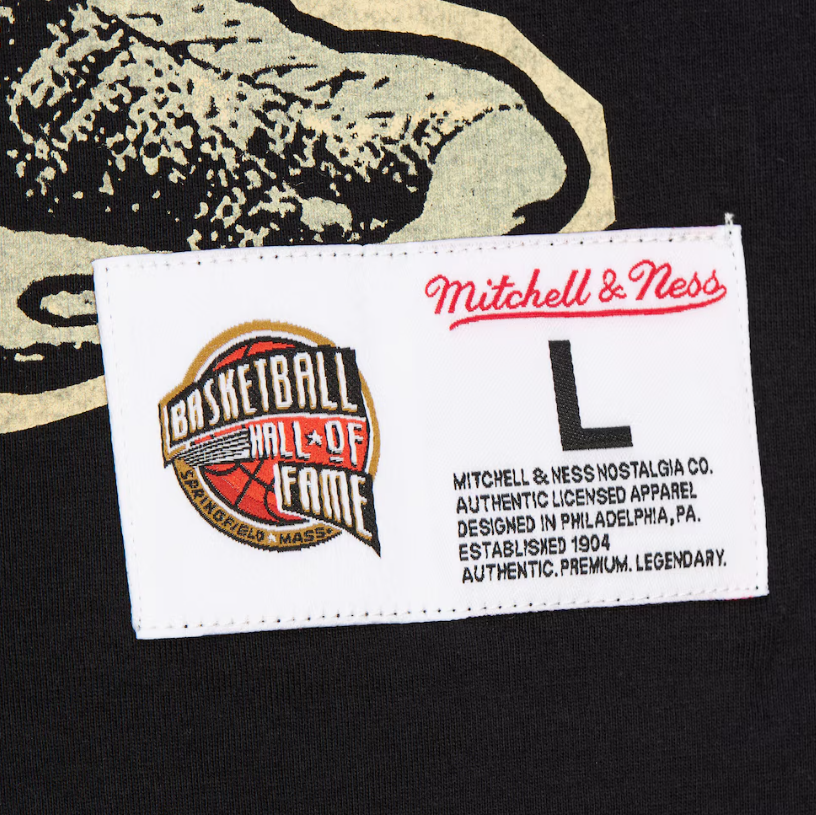 BASKETBALL
HALL★OF
FAME
SPRINGFIELD ★ MASS.
Mitchell & Ness
L
MITCHELL & NESS NOSTALGIA CO.
AUTHENTIC LICENSED APPAREL
DESIGNED IN PHILADELPHIA, PA.
ESTABLISHED 1904
AUTHENTIC. PREMIUM. LEGENDARY.